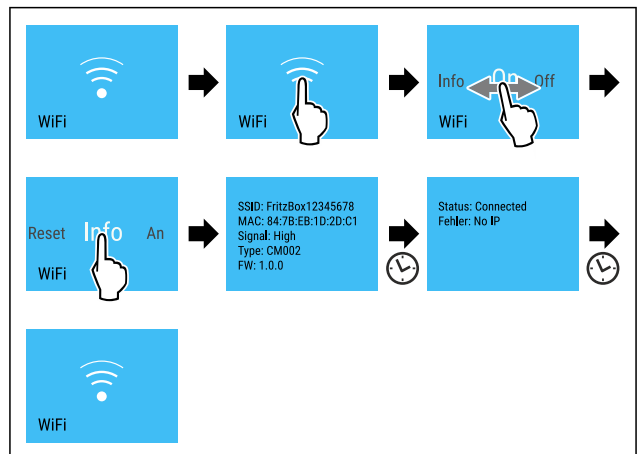 WiFi
WiFi
Info On Off
WiFi
Reset Info An
WiFi
SSID: FritzBox12345678
MAC: 84:7B:EB:1D:2D:C1
Signal: High
Type: CM002
FW: 1.0.0
Status: Connected
Fehler: No IP
WiFi